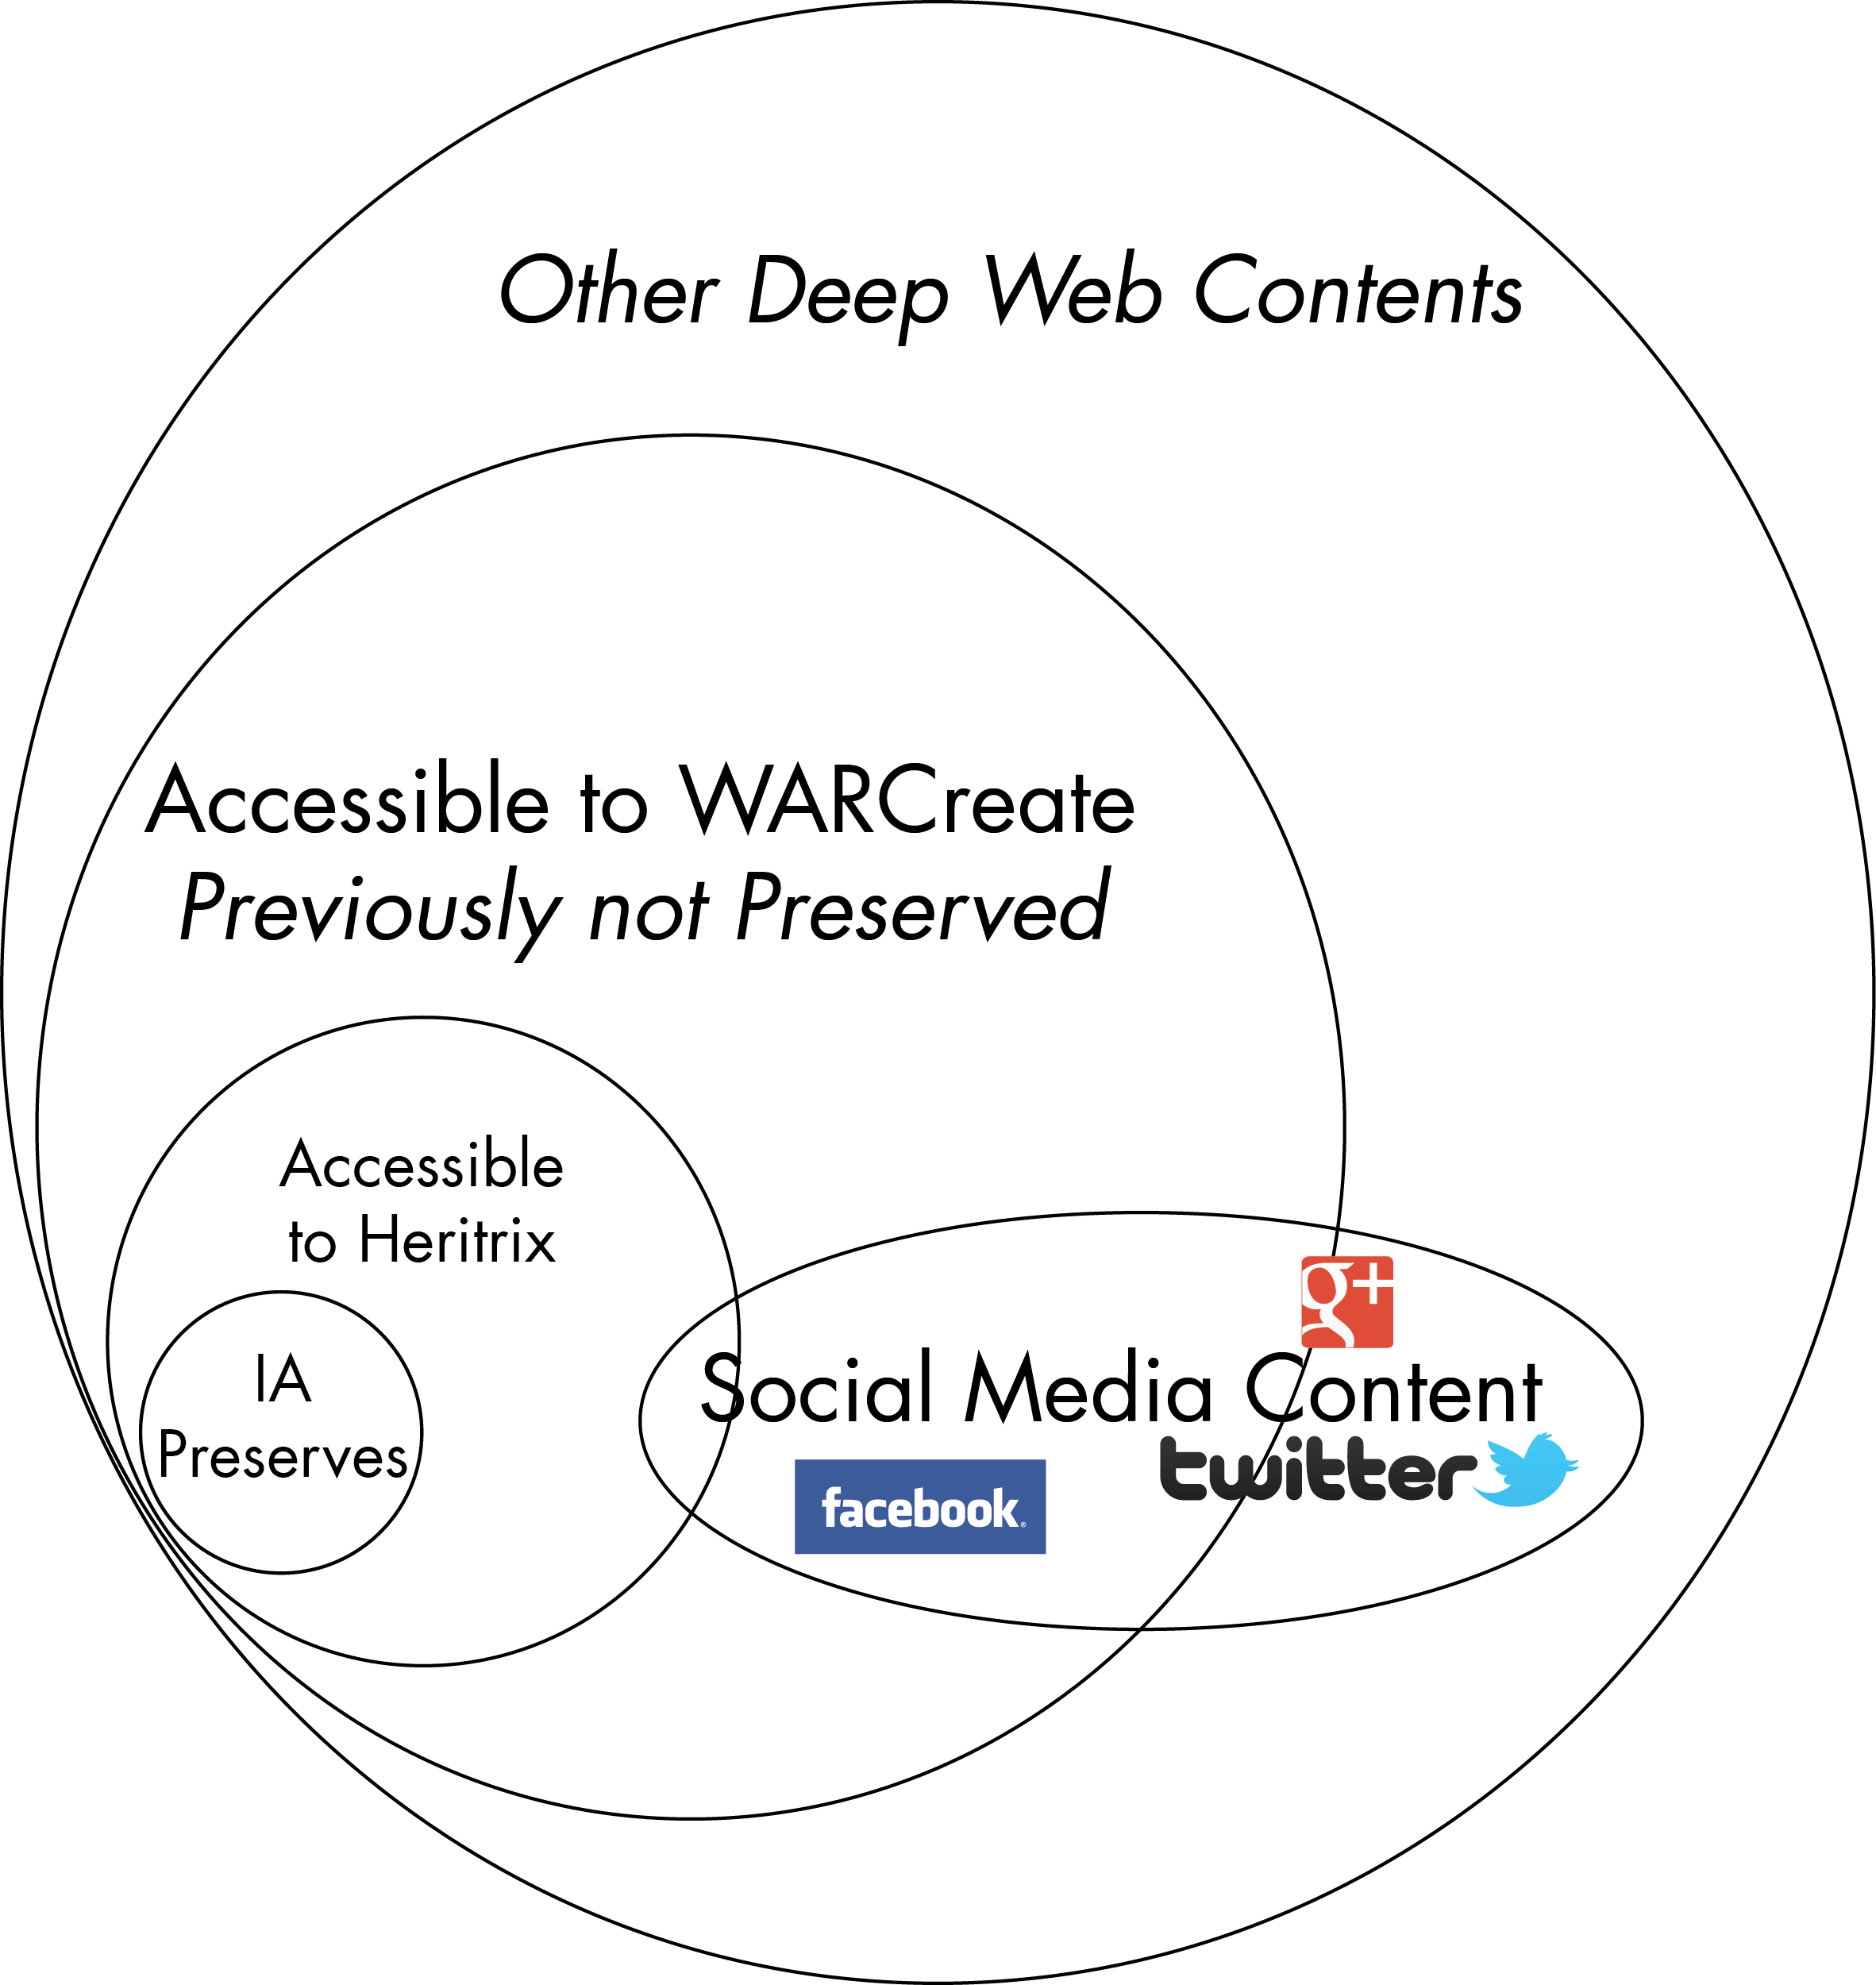 Other Deep Web Contents
Accessible to WARCreate
Previously not Preserved
Accessible
to Heritrix
IA
Preserves
g+
Social Media Content
twitter
facebook®